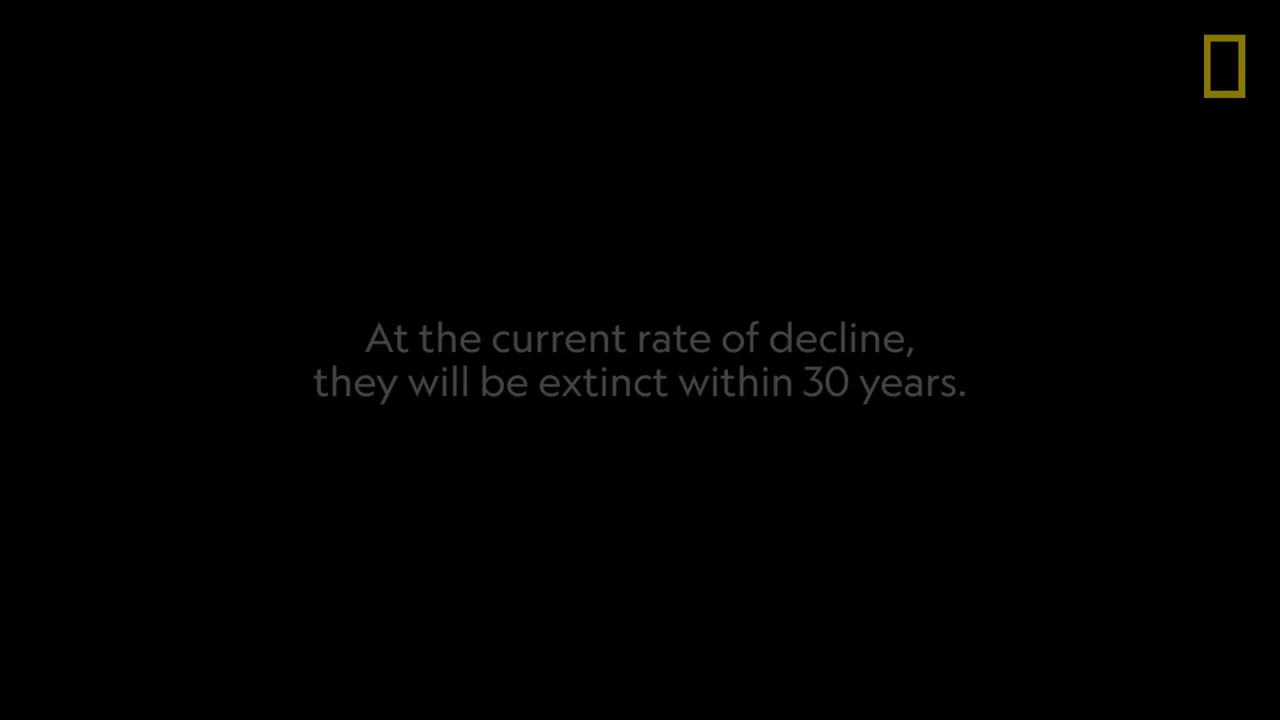 At the current rate of decline,
they will be extinct within 30 years.